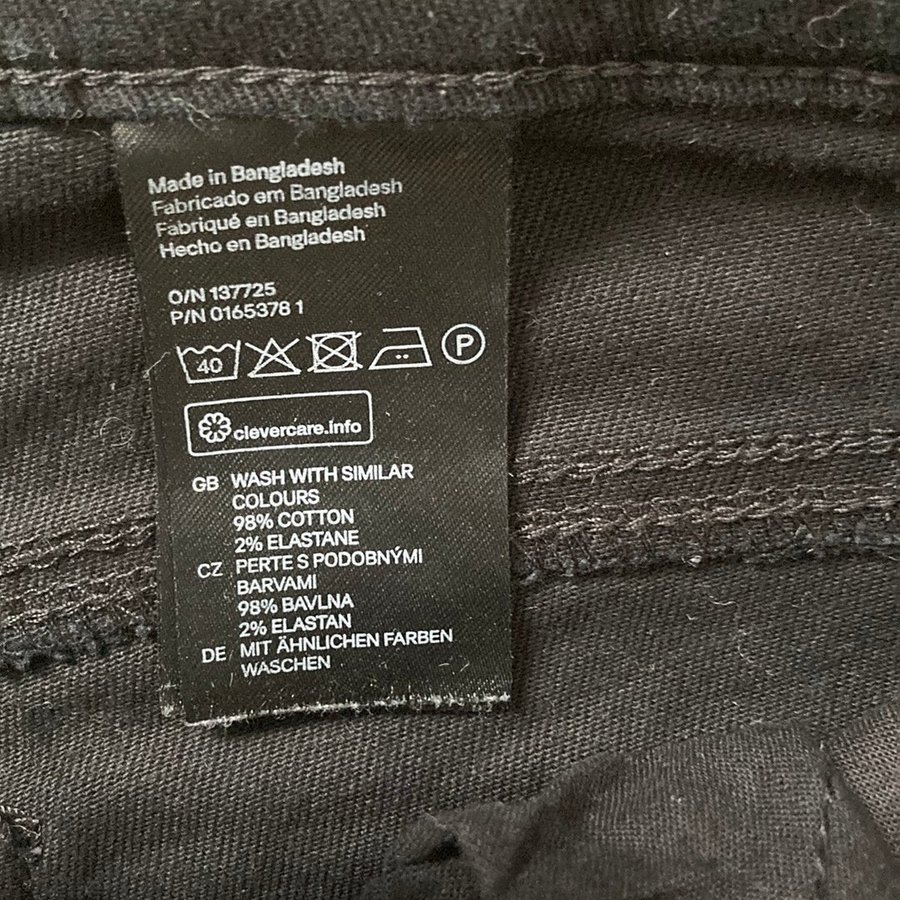 Made in Bangladesh
Fabricado em Bangladesh
Fabriqué en Bangladesh
Hecho en Bangladesh
O/N 137725
P/N 0165378 1
40 P
clevercare.info
GB WASH WITH SIMILAR
COLOURS
98% COTTON
2% ELASTANE
CZ PERTE S PODOBNÝMI
BARVAMI
98% BAVLNA
2% ELASTAN
DE MIT ÄHNLICHEN FARBEN
WASCHEN